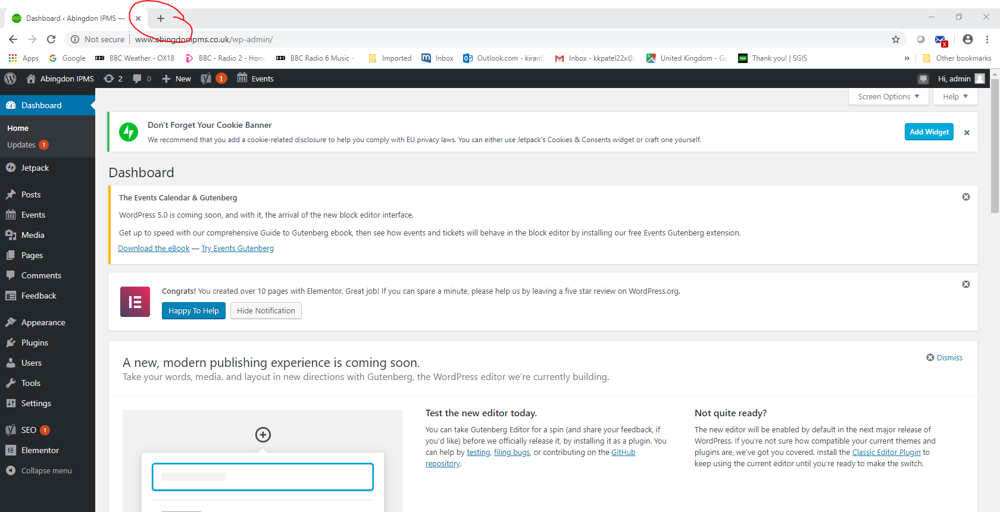 Dashboard ‹ Abingdon IPMS —
Not secure www.abingdonipms.co.uk/wp-admin/
Apps Google BBC Weather - OX18 BBC - Radio 2 - Hom BBC Radio 6 Music - Imported Inbox Outlook.com - kiran0 Inbox - kkpatel22x@ United Kingdom - Go Thank you! | SGIS » Other bookmarks
Abingdon IPMS 2 0 New 1 Events Hi, admin
Screen Options Help
Dashboard
Home
Updates 1
Jetpack
Posts
Events
Media
Pages
Comments
Feedback
Appearance
Plugins
Users
Tools
Settings
SEO 1
Elementor
Collapse menu
Don't Forget Your Cookie Banner
We recommend that you add a cookie-related disclosure to help you comply with EU privacy laws. You can either use Jetpack's Cookies & Consents widget or craft one yourself.
Add Widget
Dashboard
The Events Calendar & Gutenberg
WordPress 5.0 is coming soon, and with it, the arrival of the new block editor interface.
Get up to speed with our comprehensive Guide to Gutenberg ebook, then see how events and tickets will behave in the block editor by installing our free Events Gutenberg extension.
Download the eBook — Try Events Gutenberg
Congrats! You created over 10 pages with Elementor. Great job! If you can spare a minute, please help us by leaving a five star review on WordPress.org.
Happy To Help Hide Notification
A new, modern publishing experience is coming soon.
Dismiss
Take your words, media, and layout in new directions with Gutenberg, the WordPress editor we're currently building.
Test the new editor today.
You can take Gutenberg Editor for a spin (and share your feedback, if
you'd like) before we officially release it, by installing it as a plugin. You
can help by testing, filing bugs, or contributing on the GitHub
repository.
Not quite ready?
The new editor will be enabled by default in the next major release of
WordPress. If you're not sure how compatible your current themes and
plugins are, we've got you covered. Install the Classic Editor Plugin to
keep using the current editor until you're ready to make the switch.